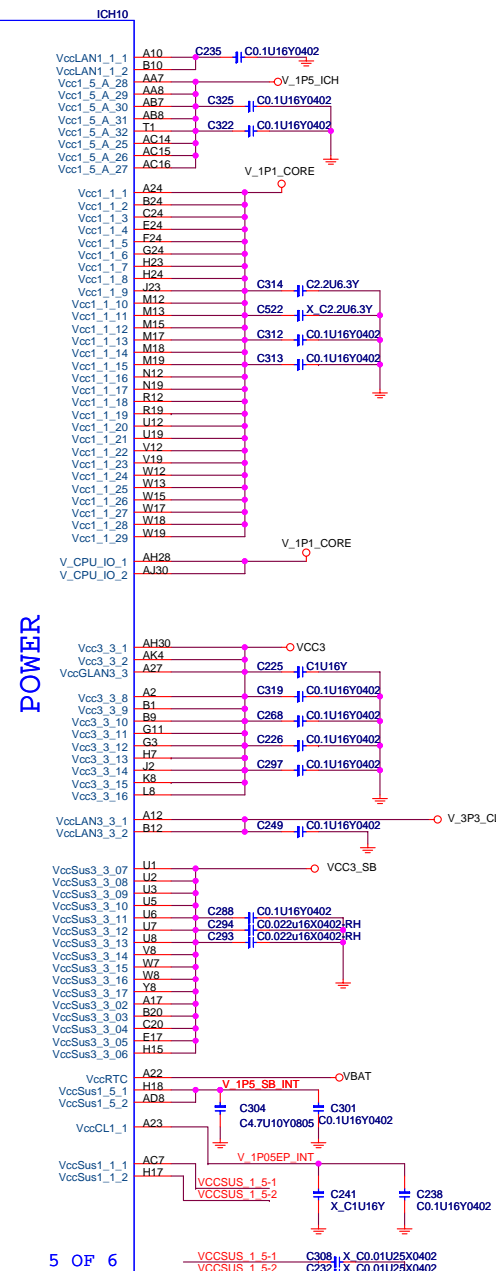 ICH10
VccLAN1_1_1 A10 C235 C0.1U16Y0402
VccLAN1_1_2 B10
Vcc1_5_A_28 AA7 V_1P5_ICH
Vcc1_5_A_29 AA8
Vcc1_5_A_30 AB7 C325 C0.1U16Y0402
Vcc1_5_A_31 AB8
Vcc1_5_A_32 T1 C322 C0.1U16Y0402
Vcc1_5_A_25 AC14
Vcc1_5_A_26 AC15
Vcc1_5_A_27 AC16
V_1P1_CORE
Vcc1_1_1 A24
Vcc1_1_2 B24
Vcc1_1_3 C24
Vcc1_1_4 E24
Vcc1_1_5 F24
Vcc1_1_6 G24
Vcc1_1_7 H23
Vcc1_1_8 H24
Vcc1_1_9 J23 C314 C2.2U6.3Y
Vcc1_1_10 M12
Vcc1_1_11 M13 C522 X_C2.2U6.3Y
Vcc1_1_12 M15
Vcc1_1_13 M17 C312 C0.1U16Y0402
Vcc1_1_14 M18
Vcc1_1_15 M19 C313 C0.1U16Y0402
Vcc1_1_16 N12
Vcc1_1_17 N19
Vcc1_1_18 R12
Vcc1_1_19 R19
Vcc1_1_20 U12
Vcc1_1_21 U19
Vcc1_1_22 V12
Vcc1_1_23 V19
Vcc1_1_24 W12
Vcc1_1_25 W13
Vcc1_1_26 W15
Vcc1_1_27 W17
Vcc1_1_28 W18
Vcc1_1_29 W19
V_1P1_CORE
V_CPU_IO_1 AH28
V_CPU_IO_2 AJ30
POWER
Vcc3_3_1 AH30 VCC3
Vcc3_3_2 AK4
VccGLAN3_3 A27 C225 C1U16Y
Vcc3_3_8 A2 C319 C0.1U16Y0402
Vcc3_3_9 B1
Vcc3_3_10 B9 C268 C0.1U16Y0402
Vcc3_3_11 G11
Vcc3_3_12 G3 C226 C0.1U16Y0402
Vcc3_3_13 H7
Vcc3_3_14 J2 C297 C0.1U16Y0402
Vcc3_3_15 K8
Vcc3_3_16 L8
VccLAN3_3_1 A12 V_3P3_CL
VccLAN3_3_2 B12 C249 C0.1U16Y0402
VccSus3_3_07 U1 VCC3_SB
VccSus3_3_08 U2
VccSus3_3_09 U3
VccSus3_3_10 U5
VccSus3_3_11 U6 C288 C0.1U16Y0402
VccSus3_3_12 U7 C294 C0.022u16X0402-RH
VccSus3_3_13 U8 C293 C0.022u16X0402-RH
VccSus3_3_14 V8
VccSus3_3_15 W7
VccSus3_3_16 W8
VccSus3_3_17 Y8
VccSus3_3_02 A17
VccSus3_3_03 B20
VccSus3_3_04 C20
VccSus3_3_05 E17
VccSus3_3_06 H15
VccRTC A22 VBAT
VccSus1_5_1 H18 V_1P5_SB_INT
VccSus1_5_2 AD8
C304 C301
C4.7U10Y0805 C0.1U16Y0402
VccCL1_1 A23
V_1P05EP_INT
VccSus1_1_1 AC7
VccSus1_1_2 H17
VCCSUS_1_5-1
VCCSUS_1_5-2
C241 C238
X_C1U16Y C0.1U16Y0402
5 OF 6
VCCSUS_1_5-1 C308 X_C0.01U25X0402
VCCSUS_1_5-2 C232 X_C0.01U25X0402